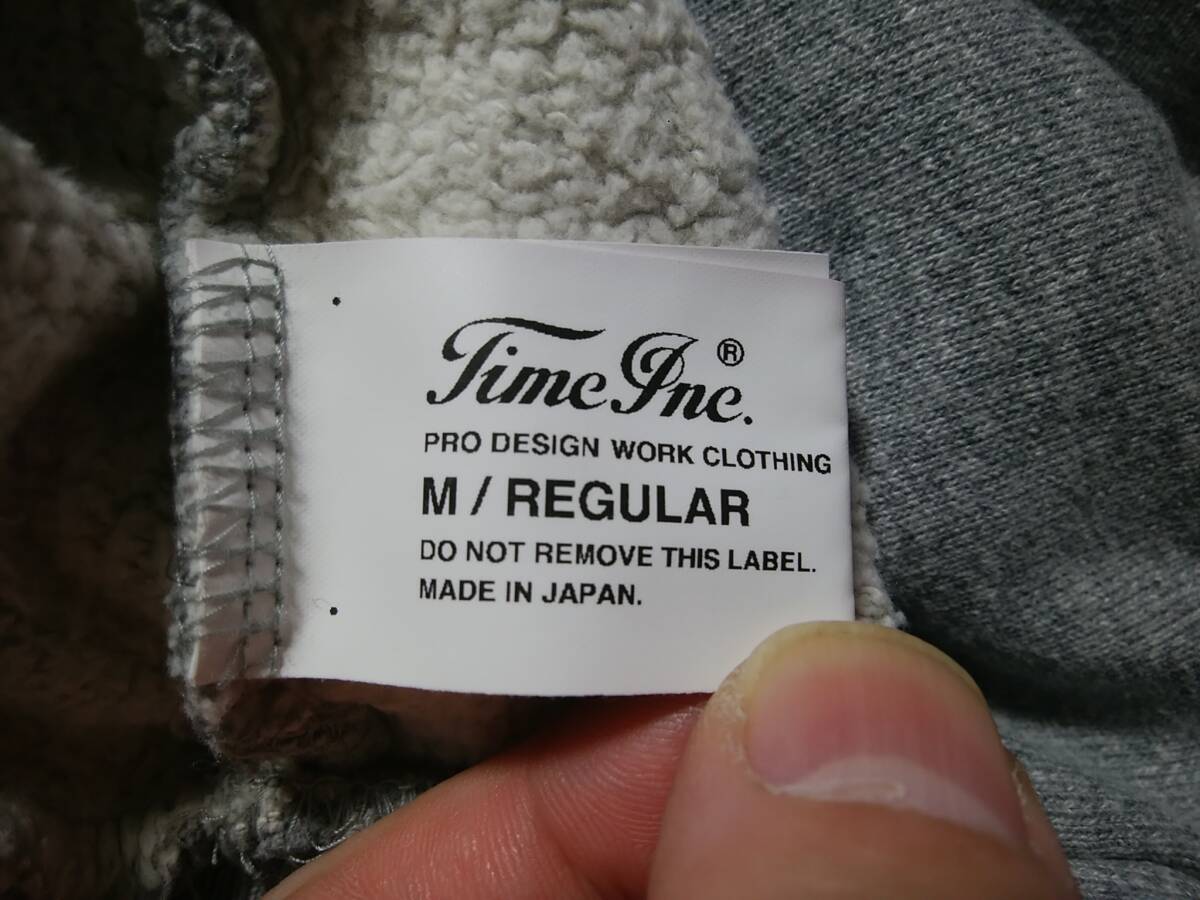 Time Inc.®
PRO DESIGN WORK CLOTHING
M / REGULAR
DO NOT REMOVE THIS LABEL.
MADE IN JAPAN.